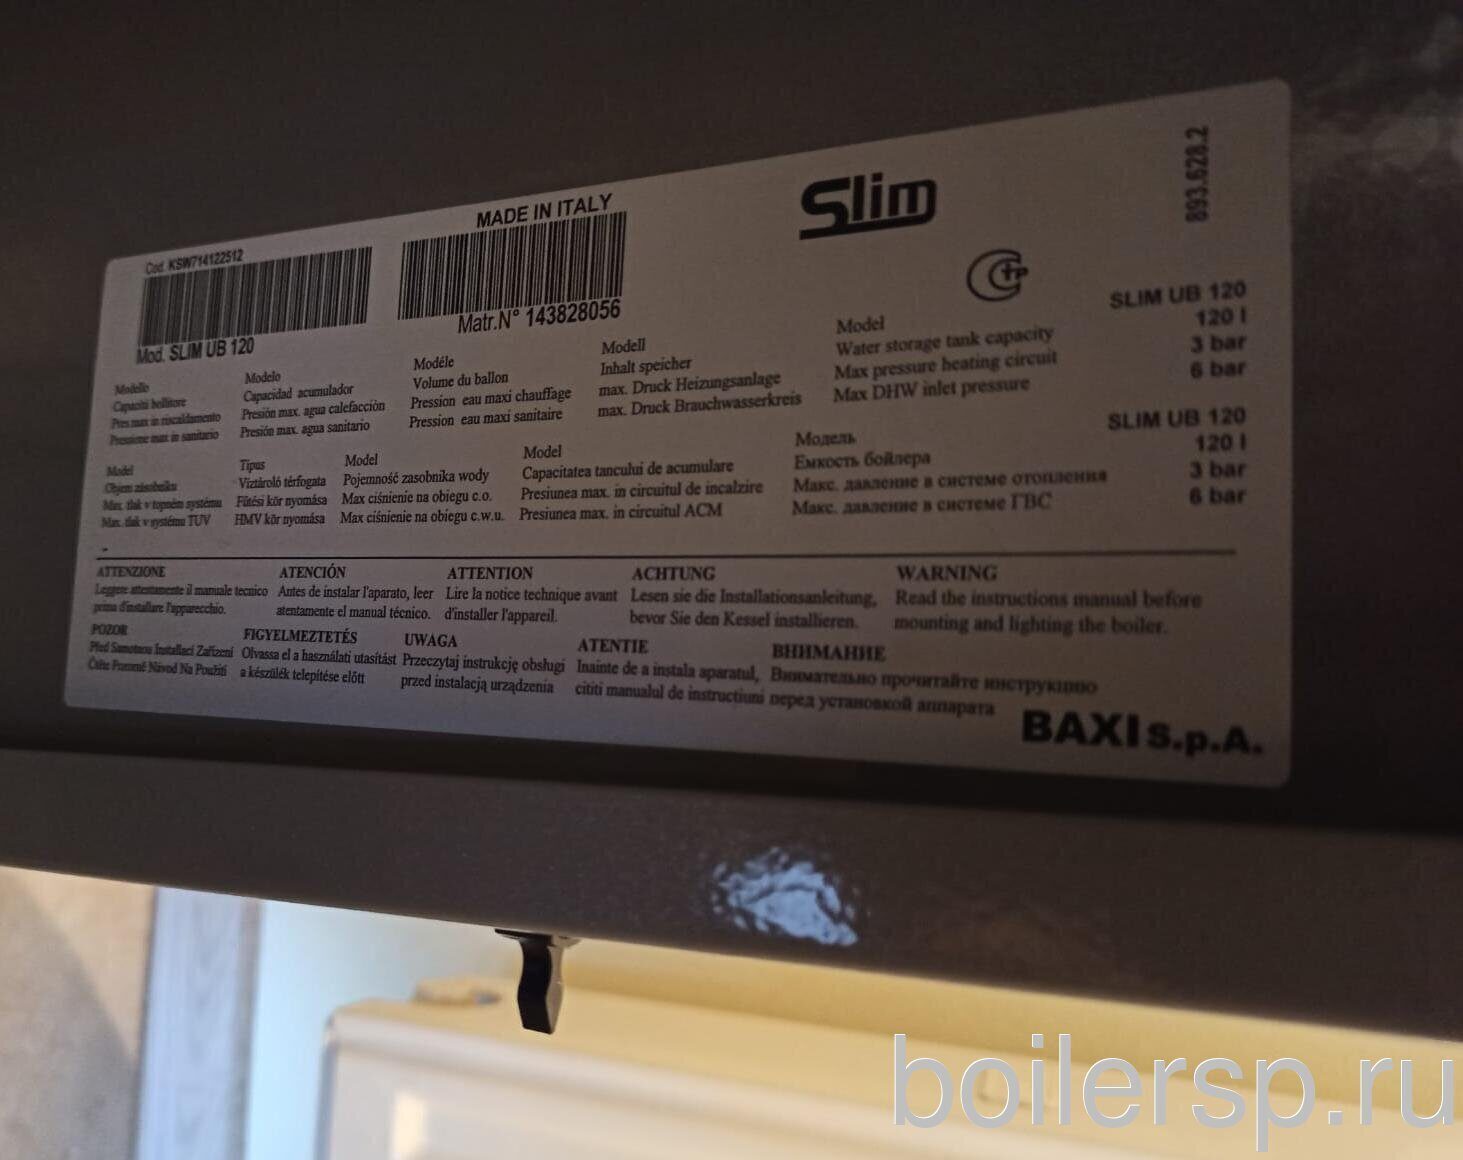 Cod. KSW714122512
MADE IN ITALY
Matr.N° 143828056
Mod. SLIM UB 120
Slim
893.628.2
Modello
Capacità bollitore
Pres max in riscaldamento
Pressione max in sanitario
Modelo
Capacidad acumulador
Presión max. agua calefacción
Presión max. agua sanitario
Modéle
Volume du ballon
Pression eau maxi chauffage
Pression eau maxi sanitaire
Modell
Inhalt speicher
max. Druck Heizungsanlage
max. Druck Brauchwasserkreis
Model
Water storage tank capacity
Max pressure heating circuit
Max DHW inlet pressure
SLIM UB 120
120 l
3 bar
6 bar
Model
Objem zásobníku
Max. tlak v topném systému
Max. tlak v systému TUV
Tipus
Víztároló térfogata
Fűtési kör nyomása
HMV kör nyomása
Model
Pojemność zasobnika wody
Max ciśnienie na obiegu c.o.
Max ciśnienie na obiegu c.w.u.
Model
Capacitatea tancului de acumulare
Presiunea max. in circuitul de incalzire
Presiunea max. in circuitul ACM
Модель
Емкость бойлера
Макс. давление в системе отопления
Макс. давление в системе ГВС
SLIM UB 120
120 l
3 bar
6 bar
ATTENZIONE
Leggere attentamente il manuale tecnico
prima d'installare l'apparecchio.
ATENCIÓN
Antes de instalar l'aparato, leer
atentamente el manual técnico.
ATTENTION
Lire la notice technique avant
d'installer l'appareil.
ACHTUNG
Lesen sie die Installationsanleitung,
bevor Sie den Kessel installieren.
WARNING
Read the instructions manual before
mounting and lighting the boiler.
POZOR
Před Samotnou Instalací Zařízení
Čtěte Pozorně Návod Na Použití
FIGYELMEZTETÉS
Olvassa el a használati utasítást
a készülék telepítése előtt
UWAGA
Przeczytaj instrukcję obsługi
przed instalacją urządzenia
ATENTIE
Inainte de a instala aparatul,
cititi manualul de instructiuni
ВНИМАНИЕ
Внимательно прочитайте инструкцию
перед установкой аппарата
BAXI s.p.A.
boilersp.ru